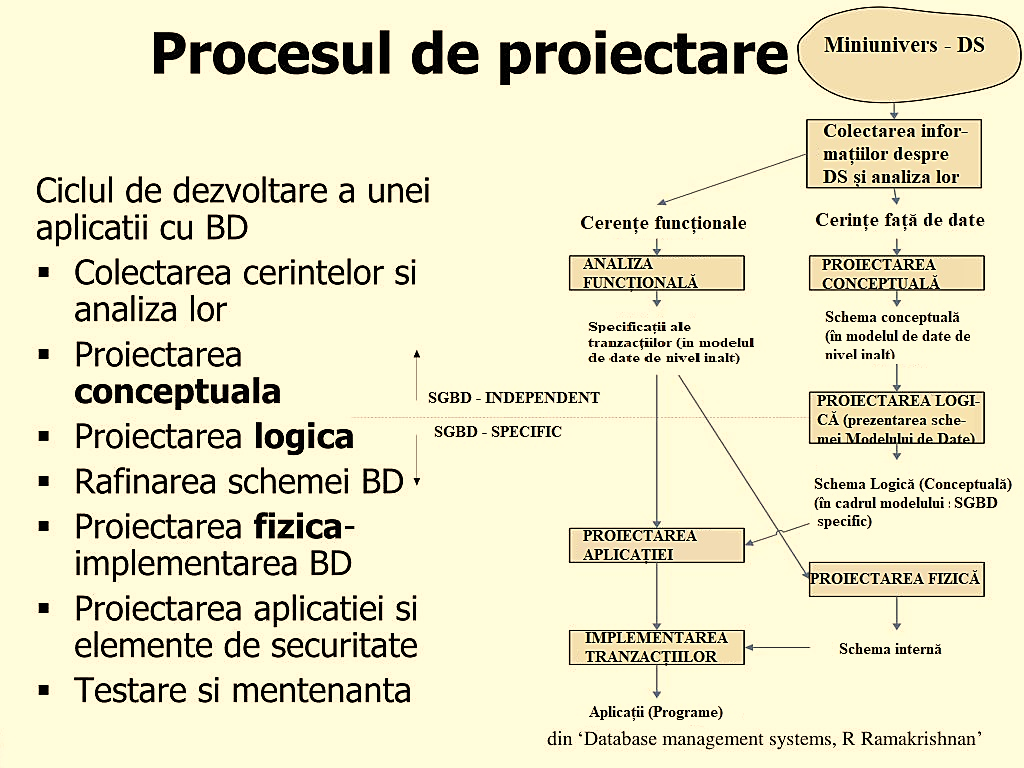 Procesul de proiectare
Ciclul de dezvoltare a unei
aplicatii cu BD
▪ Colectarea cerintelor si
analiza lor
▪ Proiectarea
conceptuala
▪ Proiectarea logica
▪ Rafinarea schemei BD
▪ Proiectarea fizica-
implementarea BD
▪ Proiectarea aplicatiei si
elemente de securitate
▪ Testare si mentenanta
Miniunivers - DS
Colectarea infor-
mațiilor despre
DS și analiza lor
Cerențe funcționale
Cerințe față de date
ANALIZA
FUNCȚIONALĂ
PROIECTAREA
CONCEPTUALĂ
Specificații ale
tranzacțiilor (in modelul
de date de nivel inalt)
Schema conceptuală
(în modelul de date de
nivel inalt)
SGBD - INDEPENDENT
SGBD - SPECIFIC
PROIECTAREA LOGI-
CĂ (prezentarea sche-
mei Modelului de Date)
Schema Logică (Conceptuală)
(în cadrul modelului : SGBD
specific)
PROIECTAREA
APLICAȚIEI
PROIECTAREA FIZICĂ
IMPLEMENTAREA
TRANZACȚIILOR
Schema internă
Aplicații (Programe)
din ‘Database management systems, R Ramakrishnan’